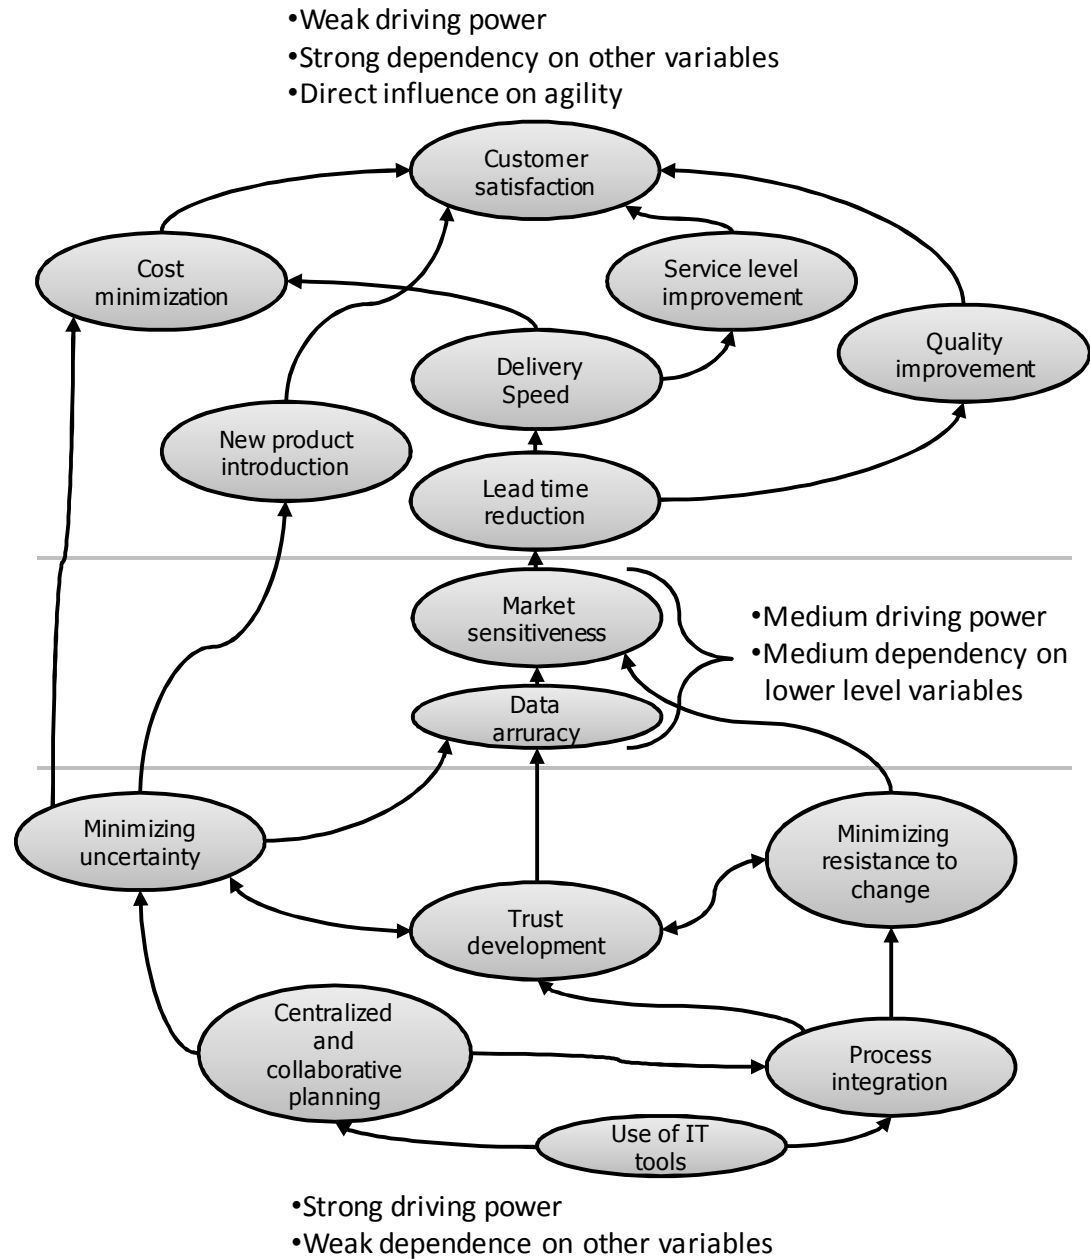 •Weak driving power
•Strong dependency on other variables
•Direct influence on agility
Customer
satisfaction
Cost
minimization
Service level
improvement
Quality
improvement
Delivery
Speed
New product
introduction
Lead time
reduction
Market
sensitiveness
•Medium driving power
•Medium dependency on
lower level variables
Data
arruracy
Minimizing
uncertainty
Minimizing
resistance to
change
Trust
development
Centralized
and
collaborative
planning
Process
integration
Use of IT
tools
•Strong driving power
•Weak dependence on other variables